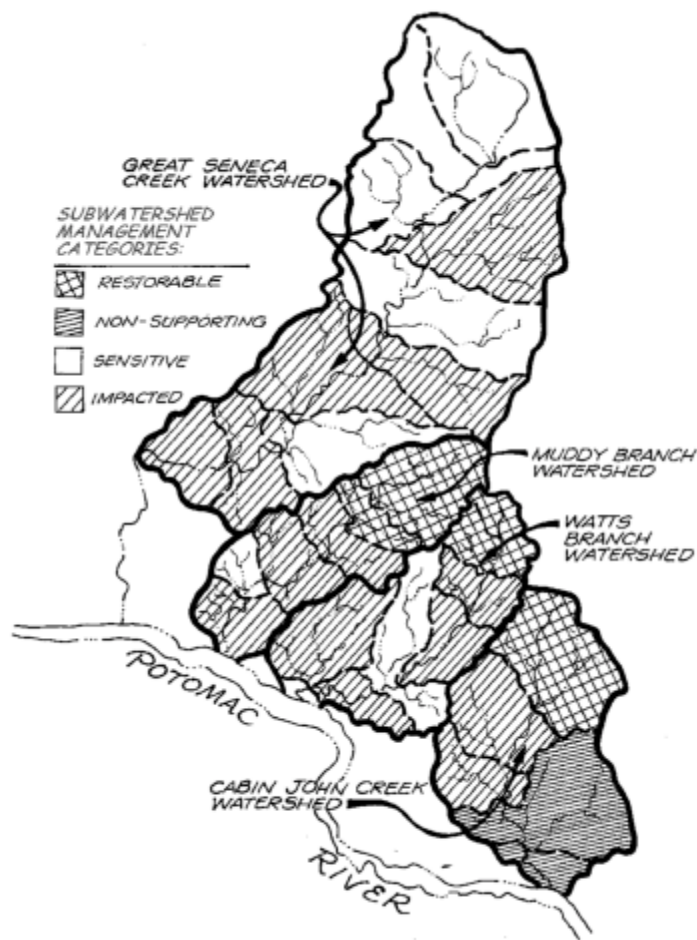 GREAT SENECA
CREEK WATERSHED
SUBWATERSHED
MANAGEMENT
CATEGORIES:
RESTORABLE
NON-SUPPORTING
SENSITIVE
IMPACTED
MUDDY BRANCH
WATERSHED
WATTS
BRANCH
WATERSHED
POTOMAC
CABIN JOHN CREEK
WATERSHED
RIVER